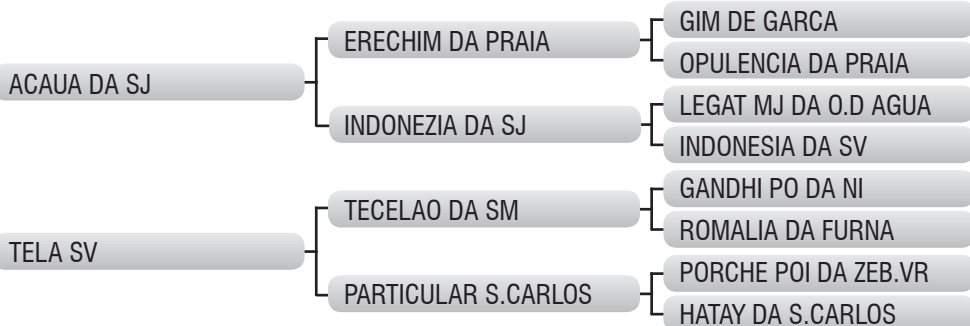 ACAUA DA SJ
ERECHIM DA PRAIA
GIM DE GARCA
OPULENCIA DA PRAIA
INDONEZIA DA SJ
LEGAT MJ DA O.D AGUA
INDONESIA DA SV
TELA SV
TECELAO DA SM
GANDHI PO DA NI
ROMALIA DA FURNA
PARTICULAR S.CARLOS
PORCHE POI DA ZEB.VR
HATAY DA S.CARLOS